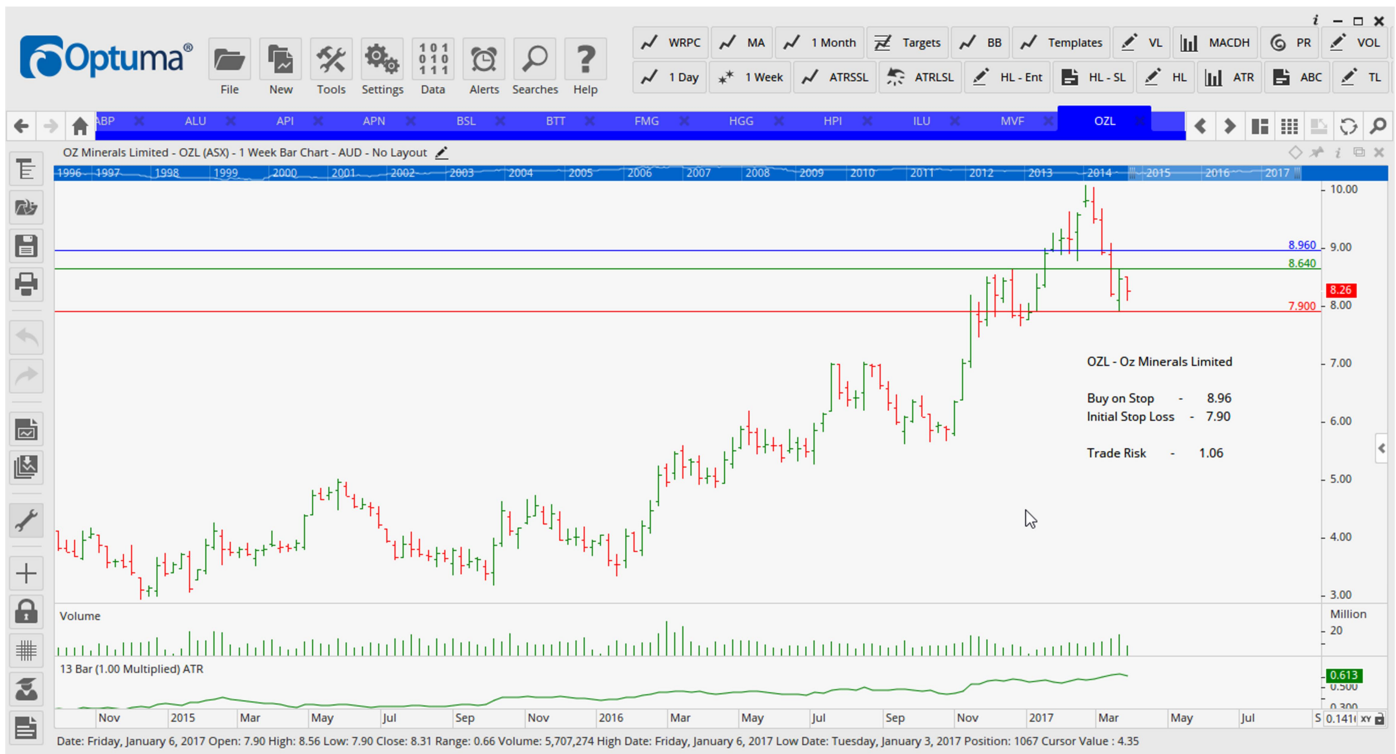 i
Optuma®
WRPC MA 1 Month Targets BB Templates VL MACDH PR VOL
101
010
111
File New Tools Settings Data Alerts Searches Help
1 Day 1 Week ATRSSL ATRLSL HL - Ent HL - SL HL ATR ABC TL
ABP ALU API APN BSL BTT FMG HGG HPI ILU MVF OZL
OZ Minerals Limited - OZL (ASX) - 1 Week Bar Chart - AUD - No Layout
1996 1997 1998 1999 2000 2001 2002 2003 2004 2005 2006 2007 2008 2009 2010 2011 2012 2013 2014 2015 2016 2017
10.00
8.960
9.00
8.640
8.26
8.00
7.900
OZL - Oz Minerals Limited
7.00
Buy on Stop - 8.96
Initial Stop Loss - 7.90
6.00
Trade Risk - 1.06
5.00
4.00
3.00
Volume
Million
20
13 Bar (1.00 Multiplied) ATR
0.613
0.500
0.300
Nov 2015 Mar May Jul Sep Nov 2016 Mar May Jul Sep Nov 2017 Mar May Jul S 0.141 XY
Date: Friday, January 6, 2017 Open: 7.90 High: 8.56 Low: 7.90 Close: 8.31 Range: 0.66 Volume: 5,707,274 High Date: Friday, January 6, 2017 Low Date: Tuesday, January 3, 2017 Position: 1067 Cursor Value : 4.35